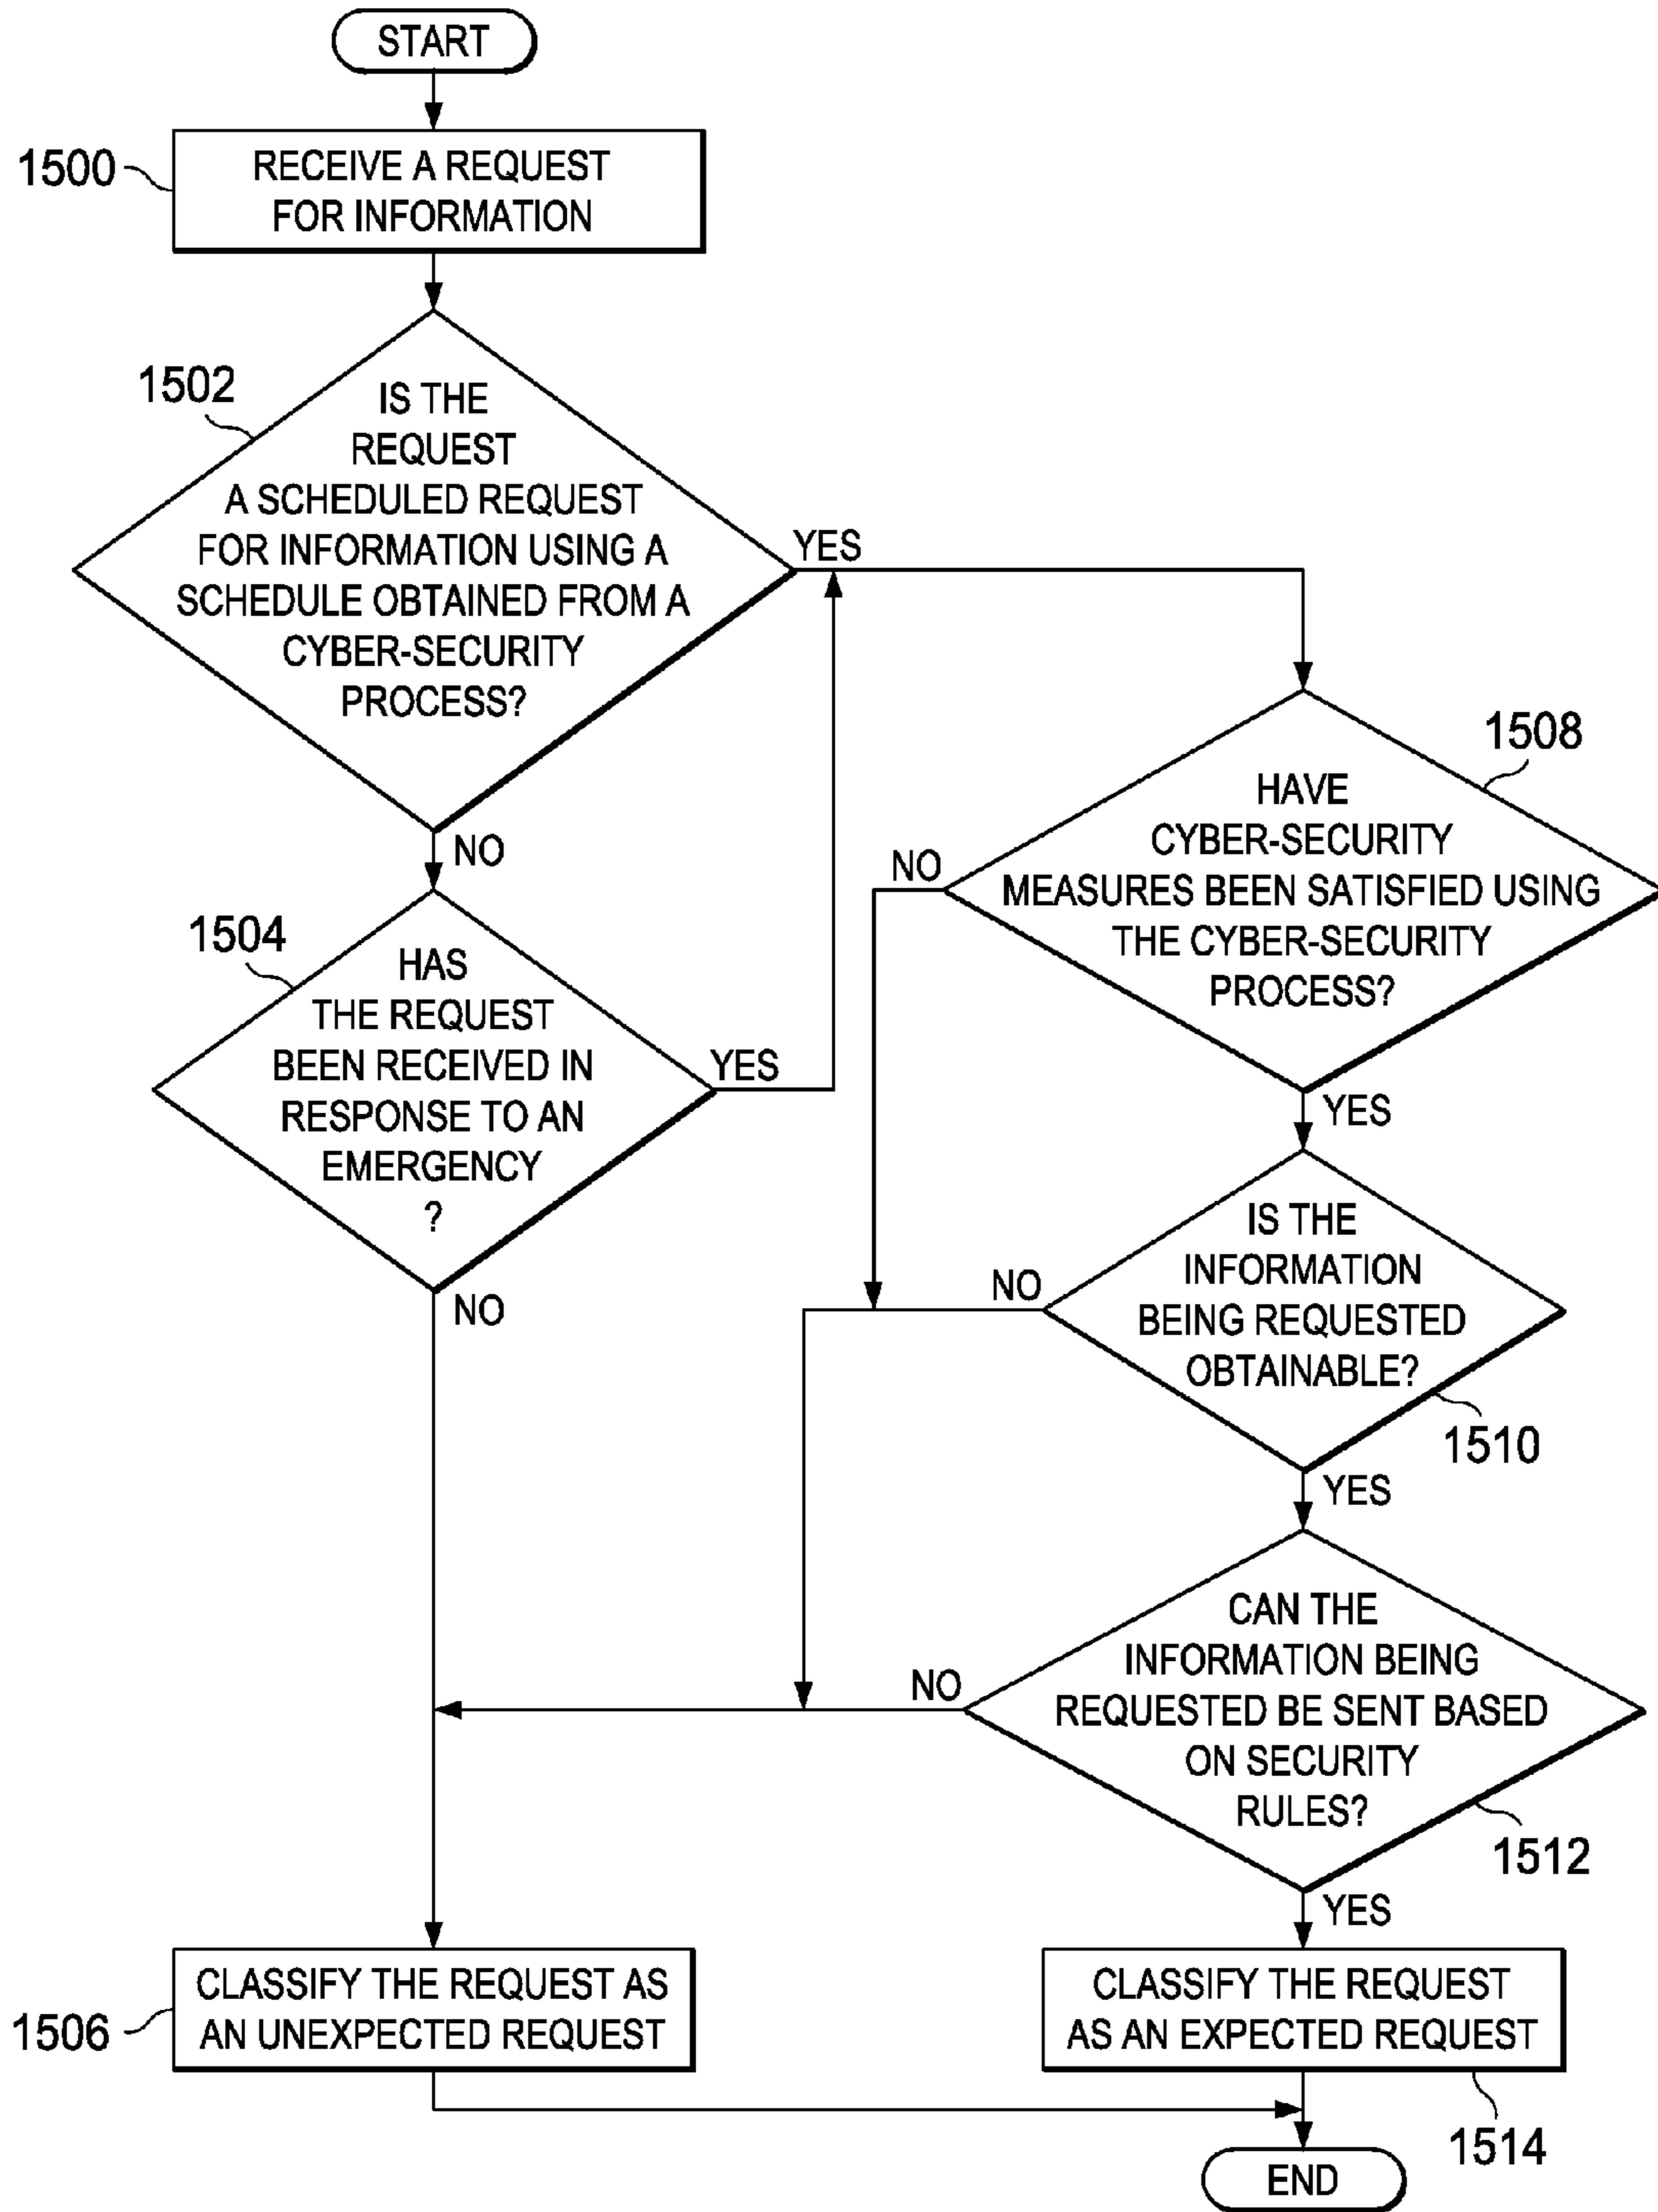 START
1500
RECEIVE A REQUEST
FOR INFORMATION
1502
IS THE
REQUEST
A SCHEDULED REQUEST
FOR INFORMATION USING A
SCHEDULE OBTAINED FROM A
CYBER-SECURITY
PROCESS?
YES
NO
1504
HAS
THE REQUEST
BEEN RECEIVED IN
RESPONSE TO AN
EMERGENCY
?
YES
NO
1508
HAVE
CYBER-SECURITY
MEASURES BEEN SATISFIED USING
THE CYBER-SECURITY
PROCESS?
NO
YES
IS THE
INFORMATION
BEING REQUESTED
OBTAINABLE?
NO
1510
YES
CAN THE
INFORMATION BEING
REQUESTED BE SENT BASED
ON SECURITY
RULES?
NO
1512
YES
1506
CLASSIFY THE REQUEST AS
AN UNEXPECTED REQUEST
CLASSIFY THE REQUEST
AS AN EXPECTED REQUEST
1514
END